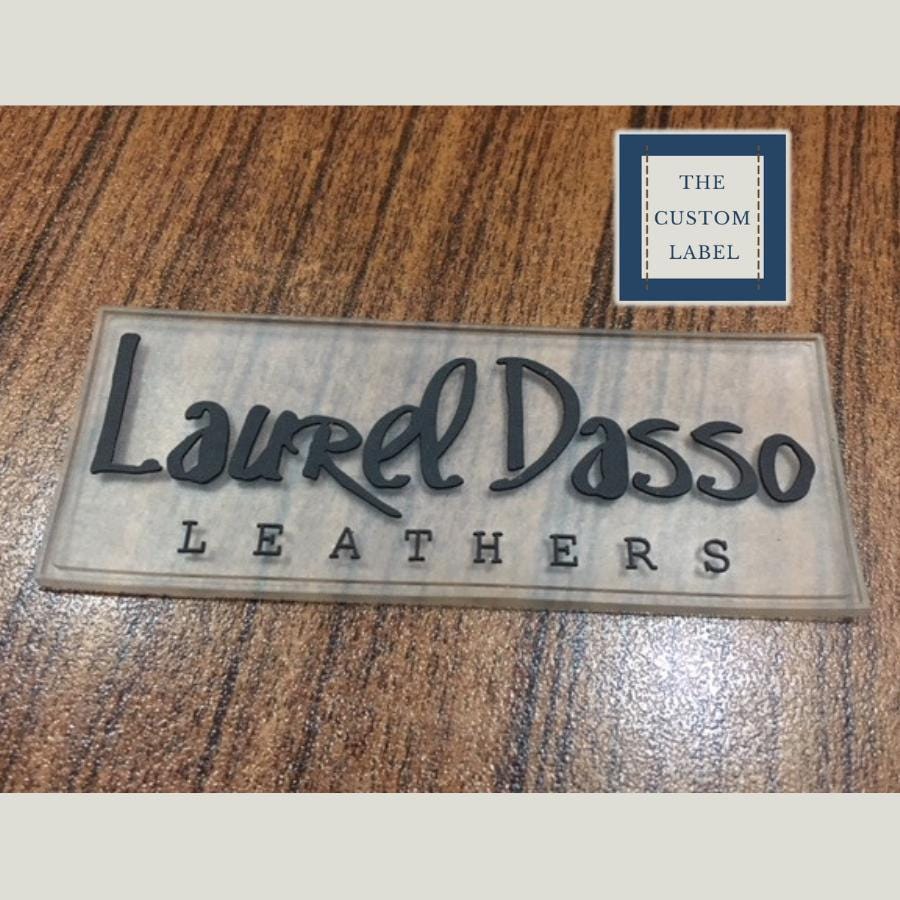 THE
CUSTOM
LABEL
Laurel Dasso
LEATHERS